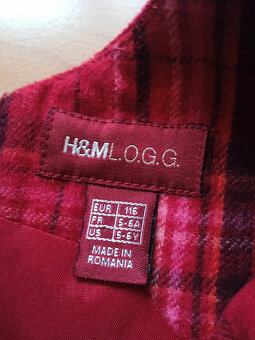 H&M L.O.G.G.
EUR 116
FR 5-6A
US 5-6Y
MADE IN
ROMANIA